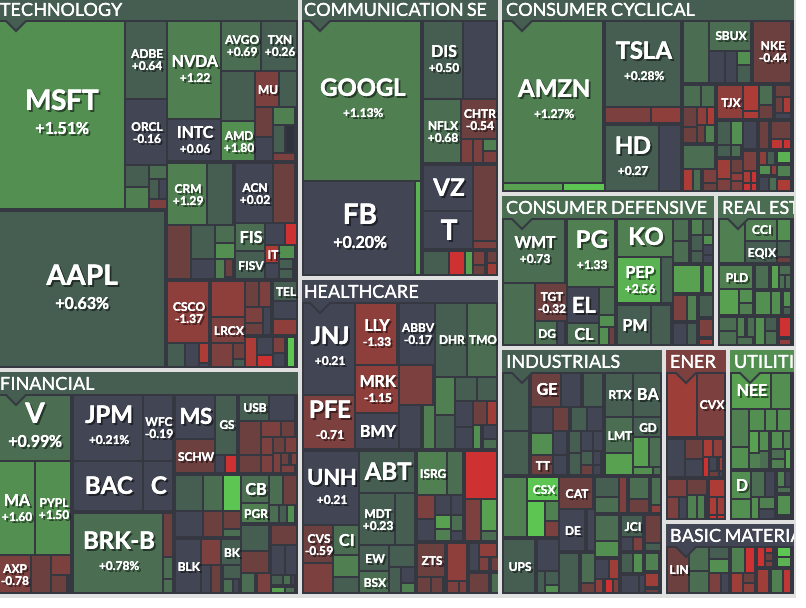 TECHNOLOGY
MSFT
+1.51%
AAPL
+0.63%
ADBE
+0.64
ORCL
-0.16
NVDA
+1.22
INTC
+0.06
AVGO
+0.69
TXN
+0.26
MU
AMD
+1.80
CRM
+1.29
ACN
+0.02
FIS
FISV
IT
CSCO
-1.37
LRCX
TEL
COMMUNICATION SE
GOOGL
+1.13%
FB
+0.20%
DIS
+0.50
NFLX
+0.68
CHTR
-0.54
VZ
T
CONSUMER CYCLICAL
AMZN
+1.27%
TSLA
+0.28%
HD
+0.27
SBUX
NKE
-0.44
TJX
CONSUMER DEFENSIVE
WMT
+0.73
PG
+1.33
KO
PEP
+2.56
TGT
-0.32
EL
DG
CL
PM
REAL EST
CCI
EQIX
PLD
FINANCIAL
V
+0.99%
MA
+1.60
PYPL
+1.50
AXP
-0.78
JPM
+0.21%
WFC
-0.19
BAC
C
BRK-B
+0.78%
MS
GS
USB
SCHW
CB
PGR
BLK
BK
HEALTHCARE
JNJ
+0.21
LLY
-1.33
ABBV
-0.17
DHR
TMO
MRK
-1.15
PFE
-0.71
BMY
UNH
+0.21
ABT
ISRG
MDT
+0.23
CVS
-0.59
CI
EW
BSX
ZTS
INDUSTRIALS
GE
RTX
BA
LMT
GD
TT
CSX
CAT
DE
JCI
UPS
ENER
CVX
UTILITI
NEE
D
BASIC MATERIA
LIN